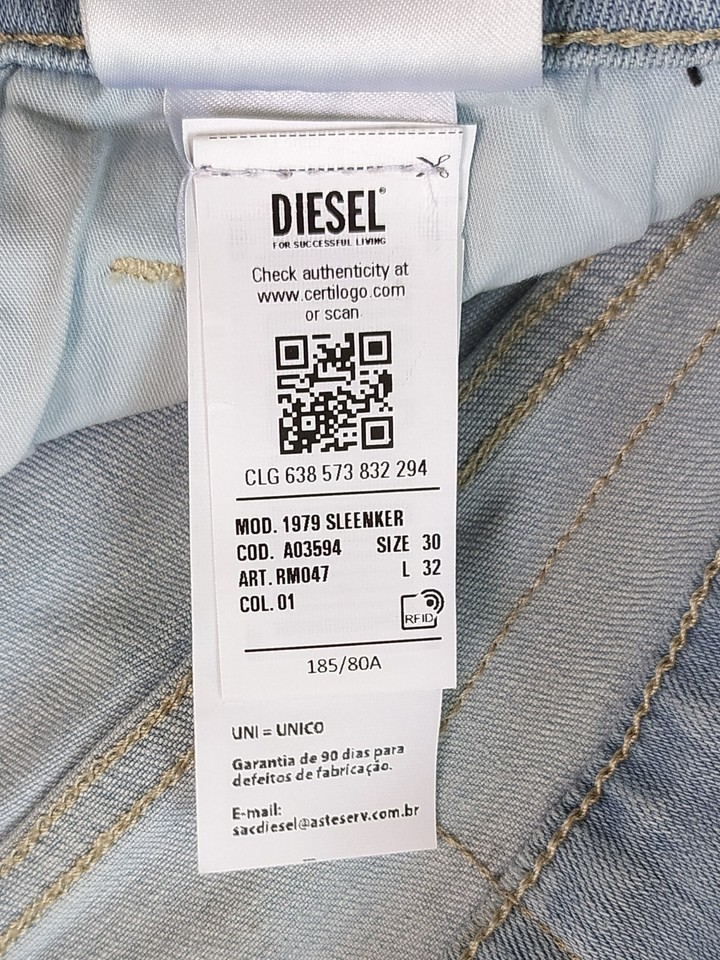 DIESEL®
FOR SUCCESSFUL LIVING
Check authenticity at
www.certilogo.com
or scan
CLG 638 573 832 294
MOD. 1979 SLEENKER
COD. A03594 SIZE 30
ART. RM047 L 32
COL. 01
RFID
185/80A
UNI = UNICO
Garantia de 90 dias para
defeitos de fabricação.
E-mail:
sacdiesel@asteserv.com.br